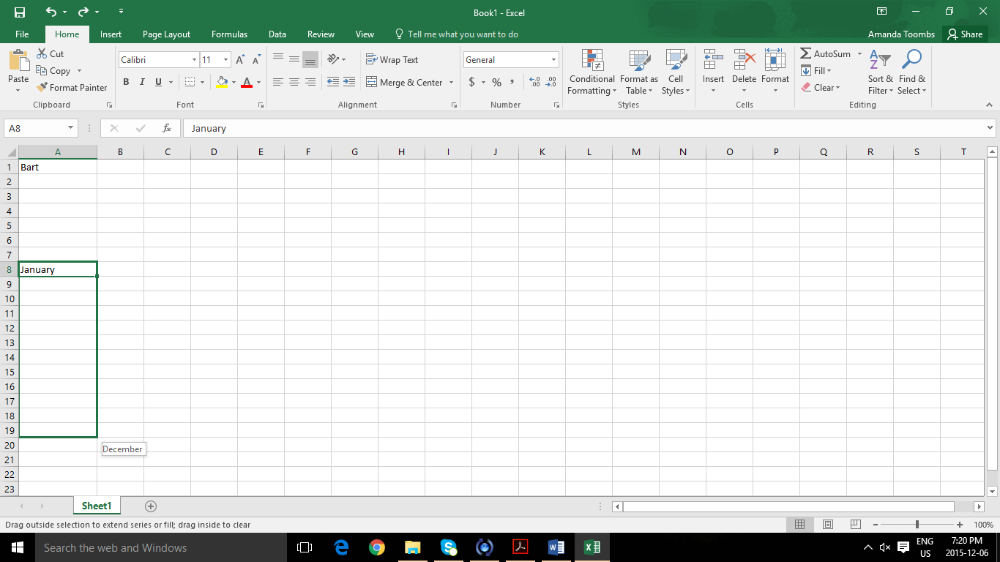 Book1 - Excel
File Home Insert Page Layout Formulas Data Review View Tell me what you want to do Amanda Toombs Share
Paste
Cut
Copy
Format Painter
Clipboard
Calibri 11
B I U
Font
Wrap Text
Merge & Center
Alignment
General
$ % ,
Number
Conditional Formatting
Format as Table
Cell Styles
Styles
Insert Delete Format
Cells
AutoSum
Fill
Clear
Sort & Filter
Find & Select
Editing
A8 fx January
A B C D E F G H I J K L M N O P Q R S T
1 Bart
2
3
4
5
6
7
8 January
9
10
11
12
13
14
15
16
17
18
19
20 December
21
22
23
Sheet1
Drag outside selection to extend series or fill; drag inside to clear 100%
Search the web and Windows
ENG
US
7:20 PM
2015-12-06